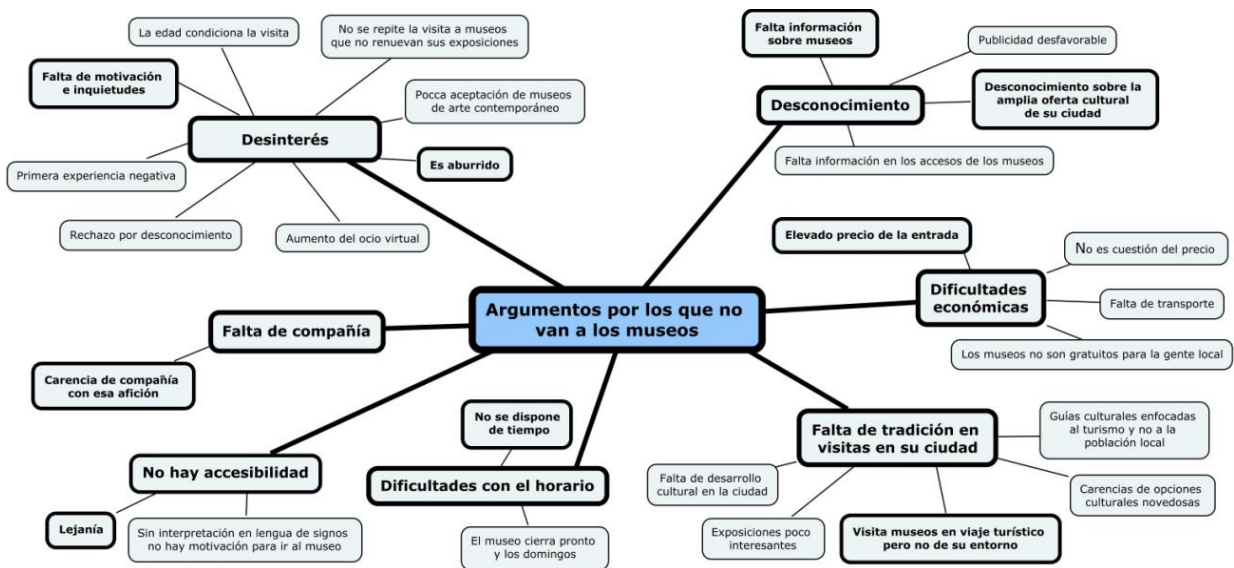 La edad condiciona la visita
No se repite la visita a museos
que no renuevan sus exposiciones
Falta de motivación
e inquietudes
Pocca aceptación de museos
de arte contemporáneo
Desinterés
Es aburrido
Primera experiencia negativa
Rechazo por desconocimiento
Aumento del ocio virtual
Falta información
sobre museos
Publicidad desfavorable
Desconocimiento
Desconocimiento sobre la
amplia oferta cultural
de su ciudad
Falta información en los accesos de los museos
Elevado precio de la entrada
No es cuestión del precio
Dificultades
económicas
Falta de transporte
Los museos no son gratuitos para la gente local
Argumentos por los que no
van a los museos
Falta de compañía
Carencia de compañía
con esa afición
No hay accesibilidad
Lejanía
Sin interpretación en lengua de signos
no hay motivación para ir al museo
No se dispone
de tiempo
Dificultades con el horario
El museo cierra pronto
y los domingos
Falta de tradición en
visitas en su ciudad
Guías culturales enfocadas
al turismo y no a la
población local
Falta de desarrollo
cultural en la ciudad
Carencias de opciones
culturales novedosas
Exposiciones poco
interesantes
Visita museos en viaje turístico
pero no de su entorno